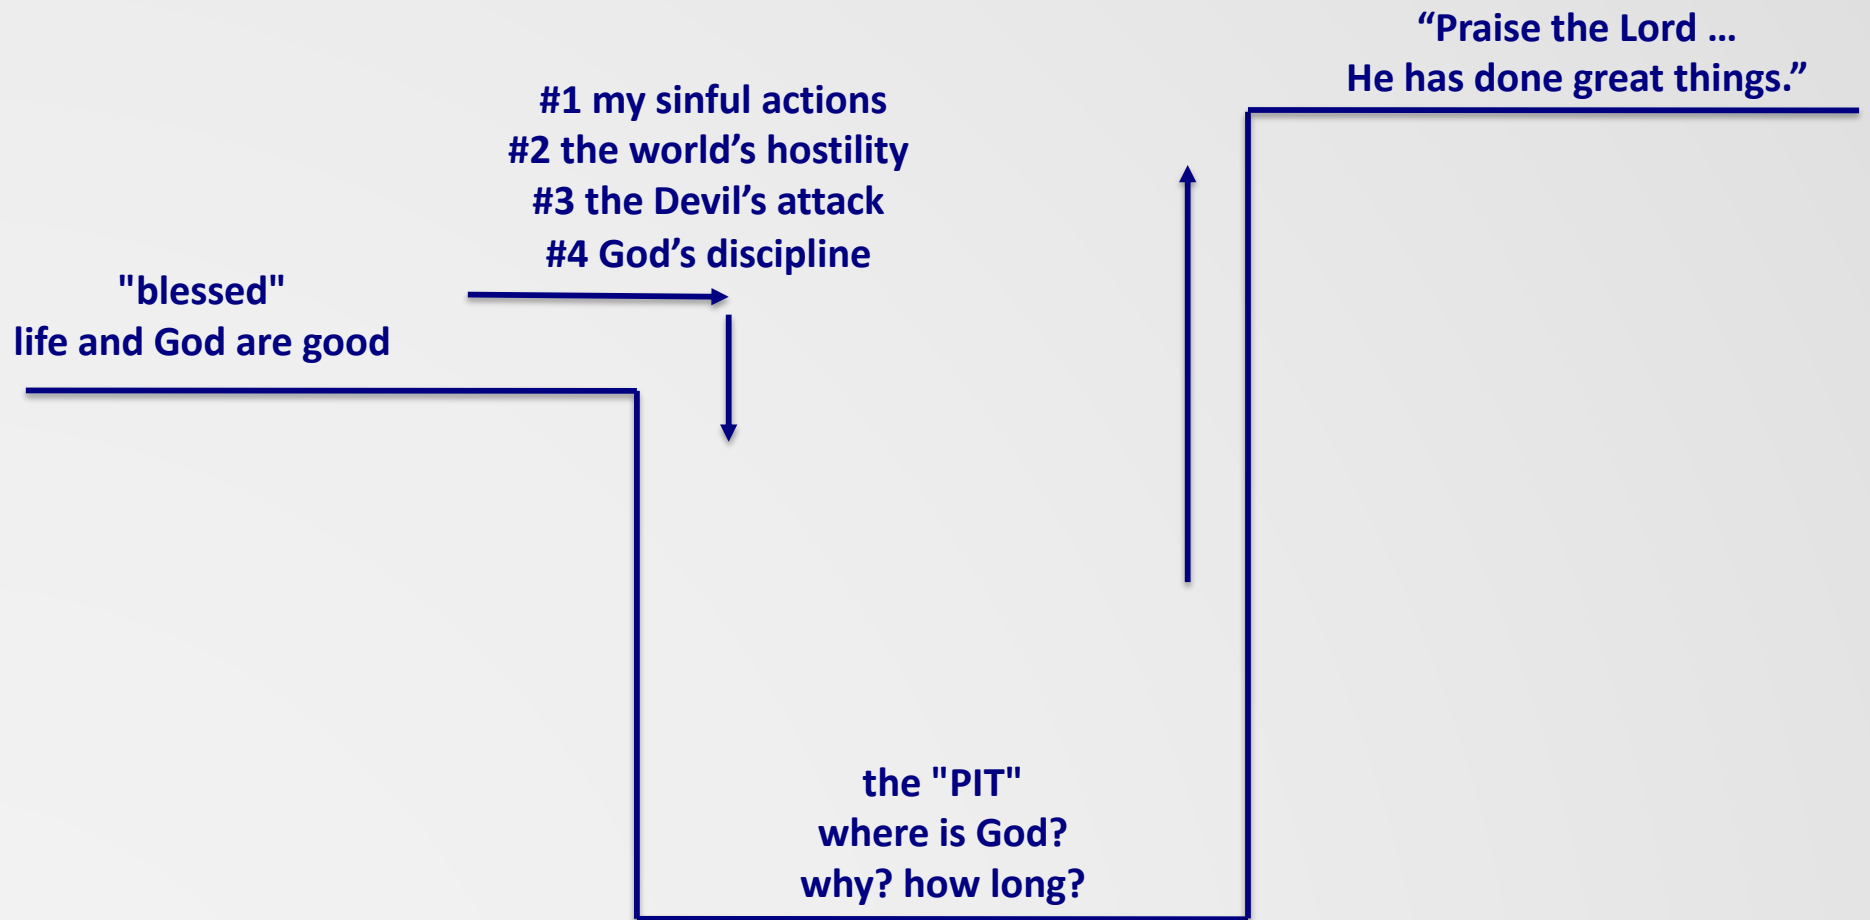 "blessed"
life and God are good
#1 my sinful actions
#2 the world’s hostility
#3 the Devil’s attack
#4 God’s discipline
the "PIT"
where is God?
why? how long?
“Praise the Lord …
He has done great things.”